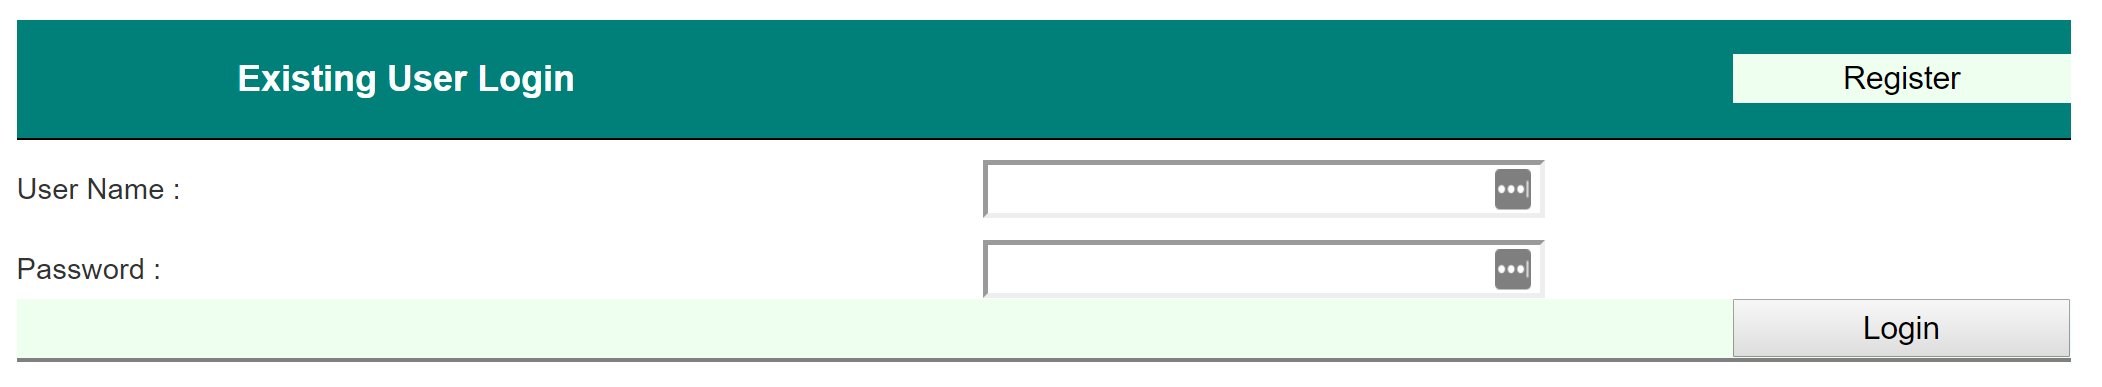 Existing User Login
Register
User Name :
Password :
Login